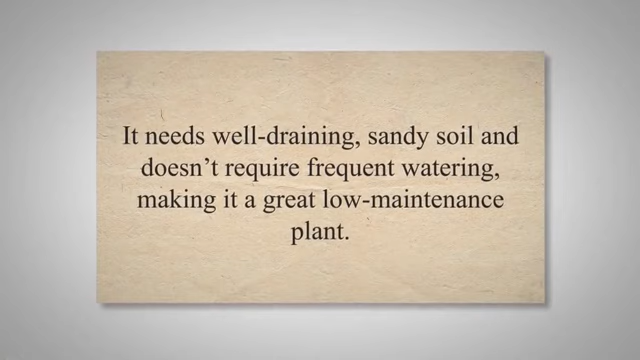 It needs well-draining, sandy soil and
doesn’t require frequent watering,
making it a great low-maintenance
plant.